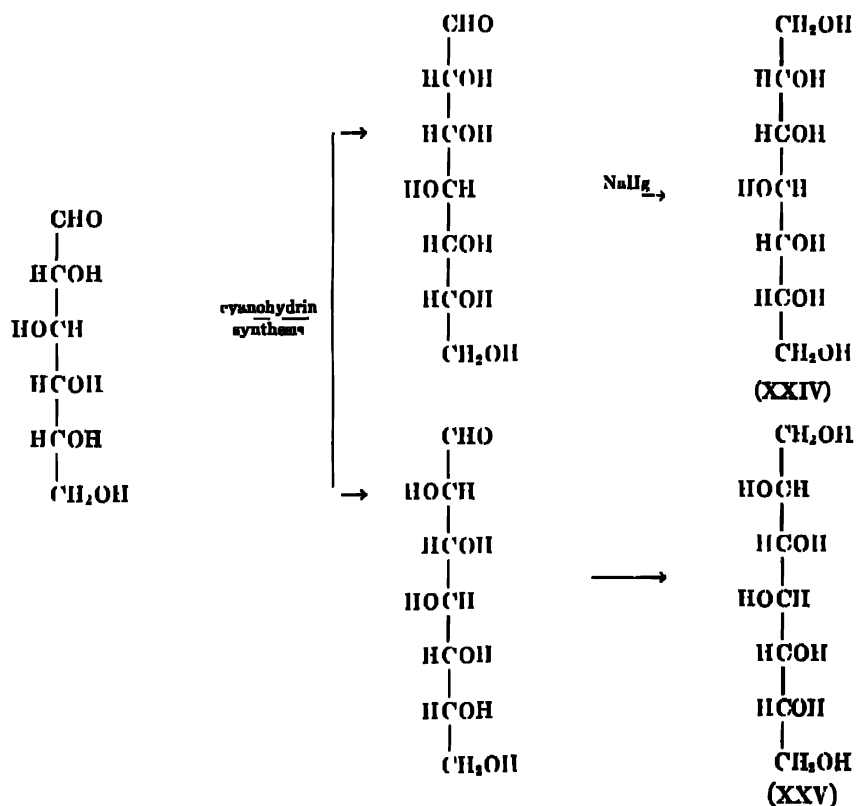 CHO
HCOH
HOCH
HCOH
HCOH
CH₂OH
cyanohydrin
synthesis
→
CHO
HCOH
HCOH
HOCH
HCOH
HCOH
CH₂OH
NaHg
→
CH₂OH
HCOH
HCOH
HOCH
HCOH
HCOH
CH₂OH
(XXIV)
→
CHO
HOCH
HCOH
HOCH
HCOH
HCOH
CH₂OH
→
CH₂OH
HOCH
HCOH
HOCH
HCOH
HCOH
CH₂OH
(XXV)